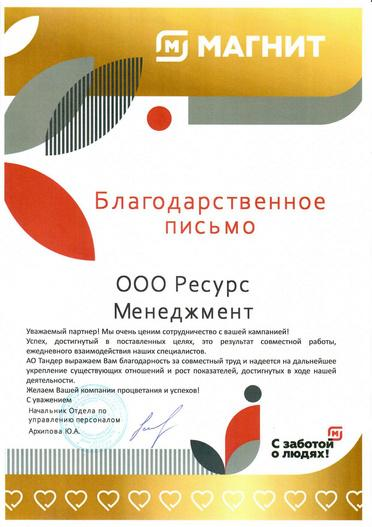 МАГНИТ
Благодарственное
письмо
ООО Ресурс
Менеджмент
Уважаемый партнер! Мы очень ценим сотрудничество с вашей кампанией!
Успех, достигнутый в поставленных целях, это результат совместной работы,
ежедневного взаимодействия наших специалистов.
АО Тандер выражаем Вам благодарность за совместный труд и надеется на дальнейшее
укрепление существующих отношений и рост показателей, достигнутых в ходе нашей
деятельности.
Желаем Вашей компании процветания и успехов!
С уважением
Начальник Отдела по
управлению персоналом
Архипова Ю.А.
С заботой
о людях!